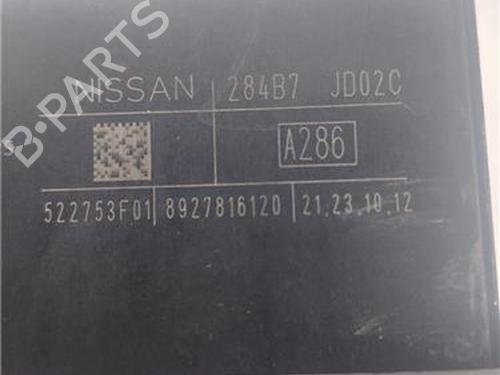 NISSAN 284B7 JD02C
A286
522753F01 8927816120 21.23.10.12
B-PARTS